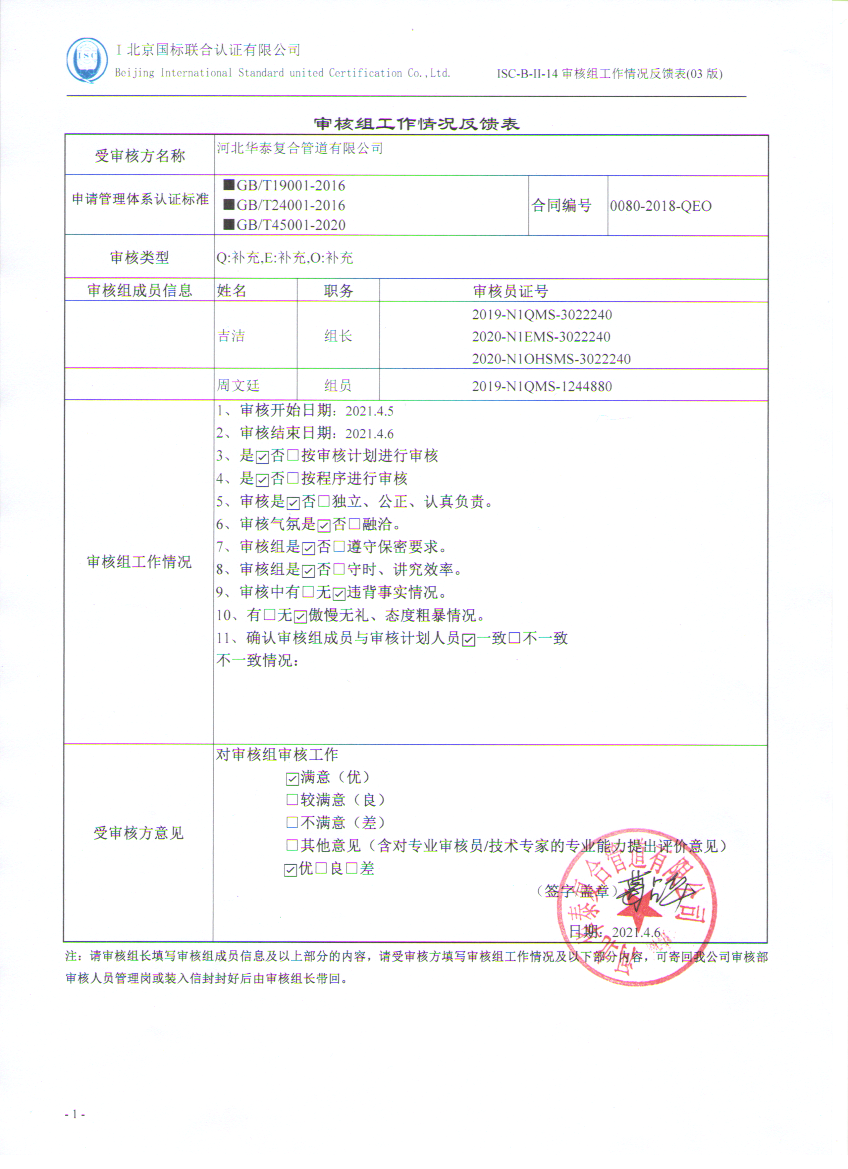 ISC
I 北京国标联合认证有限公司
Beijing International Standard united Certification Co.,Ltd.
ISC-B-II-14 审核组工作情况反馈表(03 版)
审核组工作情况反馈表
受审核方名称 河北华泰复合管道有限公司
申请管理体系认证标准
■GB/T19001-2016
■GB/T24001-2016
■GB/T45001-2020
合同编号 0080-2018-QEO
审核类型 Q:补充,E:补充,O:补充
审核组成员信息 姓名 职务 审核员证号
吉洁 组长
2019-N1QMS-3022240
2020-N1EMS-3022240
2020-N1OHSMS-3022240
周文廷 组员 2019-N1QMS-1244880
审核组工作情况
1、审核开始日期：2021.4.5
2、审核结束日期：2021.4.6
3、是☑否□按审核计划进行审核
4、是☑否□按程序进行审核
5、审核是☑否□独立、公正、认真负责。
6、审核气氛是☑否□融洽。
7、审核组是☑否□遵守保密要求。
8、审核组是☑否□守时、讲究效率。
9、审核中有□无☑违背事实情况。
10、有□无☑傲慢无礼、态度粗暴情况。
11、确认审核组成员与审核计划人员☑一致□不一致
不一致情况：
受审核方意见
对审核组审核工作
☑满意（优）
□较满意（良）
□不满意（差）
□其他意见（含对专业审核员/技术专家的专业能力提出评价意见）
☑优□良□差
（签字/盖章）
日期：2021.4.6
注：请审核组长填写审核组成员信息及以上部分的内容，请受审核方填写审核组工作情况及以下部分内容，可寄回我公司审核部
审核人员管理岗或装入信封封好后由审核组长带回。
- 1 -